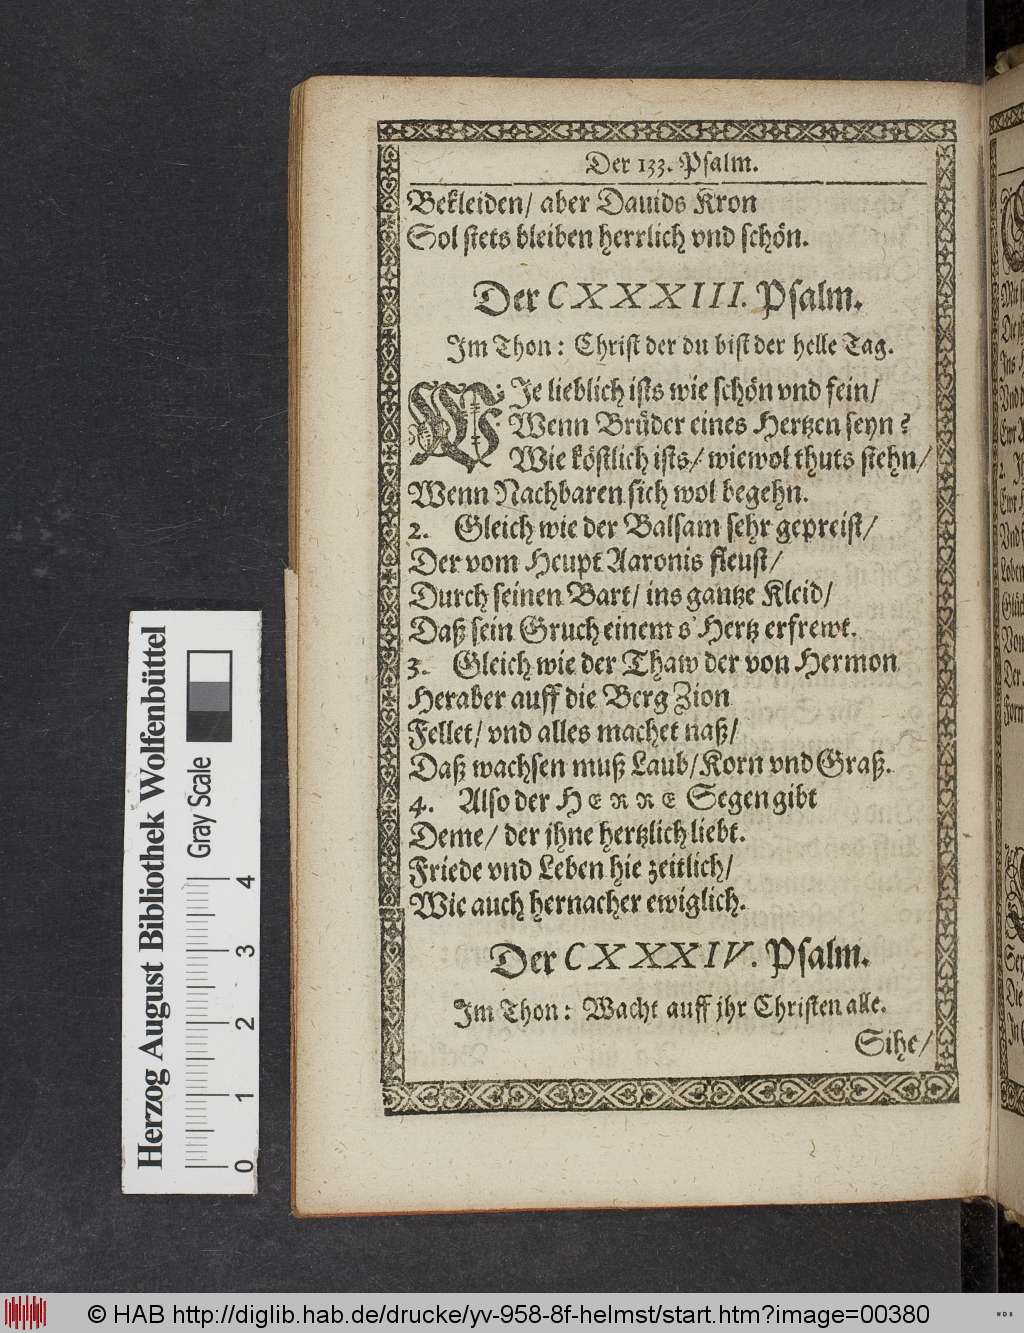 Der 133. Psalm.
Bekleiden/ aber Dauids Kron
Sol stets bleiben herrlich vnd schön.
Der CXXXIII. Psalm.
Im Thon: Christ der du bist der helle Tag.
WIe lieblich ists wie schön vnd fein/
Wenn Brüder eines Hertzen seyn?
Wie köstlich ists/ wiewol thuts stehn/
Wenn Nachbaren sich wol begehn.
2. Gleich wie der Balsam sehr gepreist/
Der vom Heupt Aaronis fleust/
Durch seinen Bart/ ins gantze Kleid/
Daß sein Gruch einem s' Hertz erfrewt.
3. Gleich wie der Thaw der von Hermon
Heraber auff die Berg Zion
Fellet/ vnd alles machet naß/
Daß wachsen muß Laub/ Korn vnd Graß.
4. Also der HERRE Segen gibt
Deme/ der jhne hertzlich liebt.
Friede vnd Leben hie zeitlich/
Wie auch hernacher ewiglich.
Der CXXXIV. Psalm.
Im Thon: Wacht auff jhr Christen alle.
Sihe/
Herzog August Bibliothek Wolfenbüttel
Gray Scale
0 1 2 3 4
© HAB http://diglib.hab.de/drucke/yv-958-8f-helmst/start.htm?image=00380